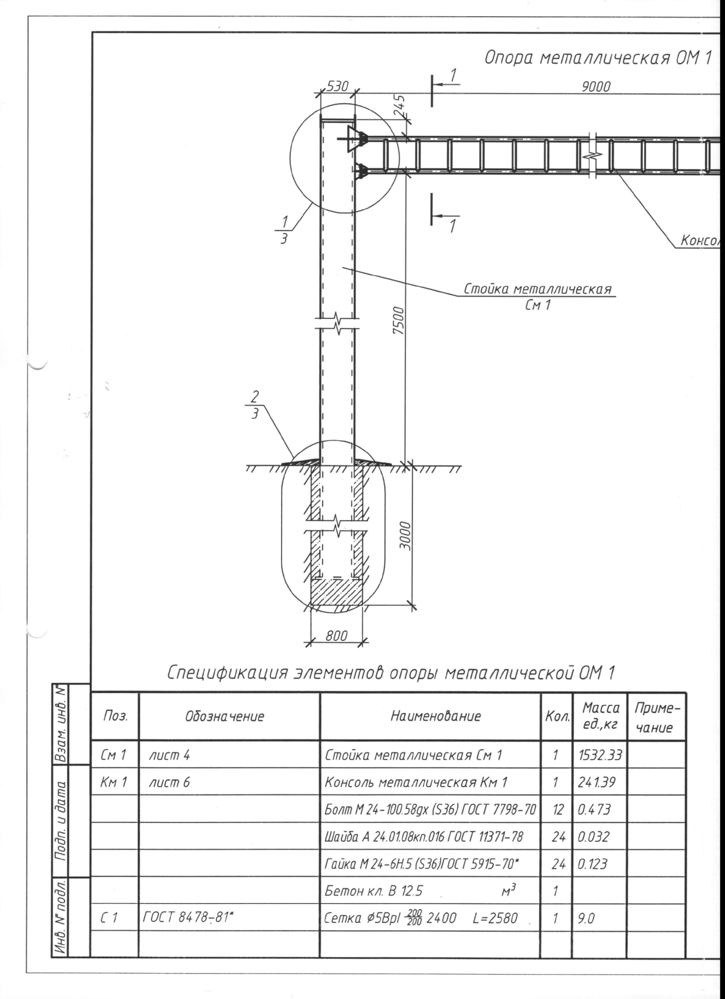 Опора металлическая ОМ 1
1
530
9000
245
1
3
1
Консол
Стойка металлическая
См 1
7500
2
3
3000
800
Спецификация элементов опоры металлической ОМ 1
Поз. Обозначение Наименование Кол. Масса ед.,кг Приме-чание
См 1 лист 4 Стойка металлическая См 1 1 1532.33
Км 1 лист 6 Консоль металлическая Км 1 1 241.39
Болт М 24-100.58gx (S36) ГОСТ 7798-70 12 0.473
Шайба А 24.01.08кп.016 ГОСТ 11371-78 24 0.032
Гайка М 24-6Н.5 (S36)ГОСТ 5915-70* 24 0.123
Бетон кл. В 12.5 м³ 1
С 1 ГОСТ 8478-81* Сетка ϕ5ВрI 200/200 2400 L=2580 1 9.0
Взам. инв. №
Подп. и дата
Инв. № подл.